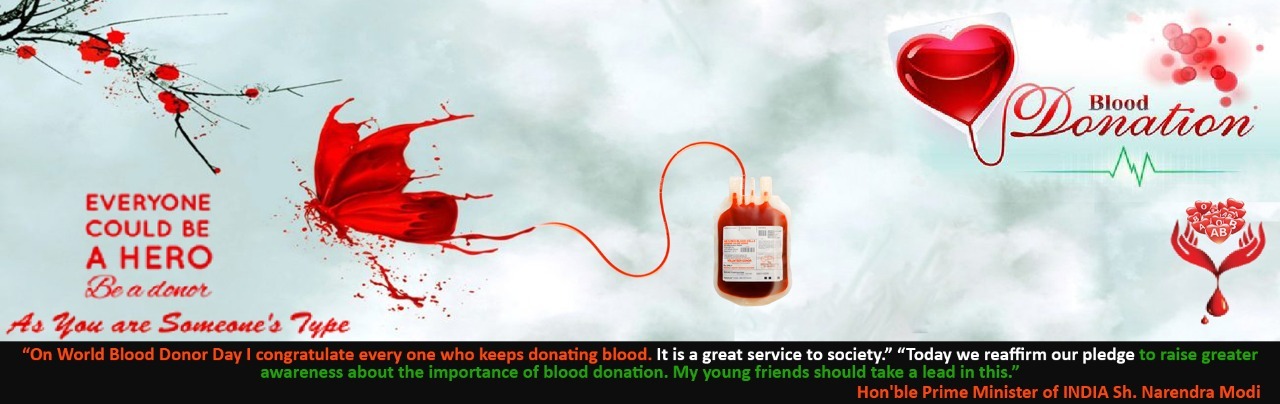 EVERYONE
COULD BE
A HERO
Be a donor
As You are Someone's Type
Blood
Donation
AB
“On World Blood Donor Day I congratulate every one who keeps donating blood. It is a great service to society.” “Today we reaffirm our pledge to raise greater
awareness about the importance of blood donation. My young friends should take a lead in this.”
Hon'ble Prime Minister of INDIA Sh. Narendra Modi